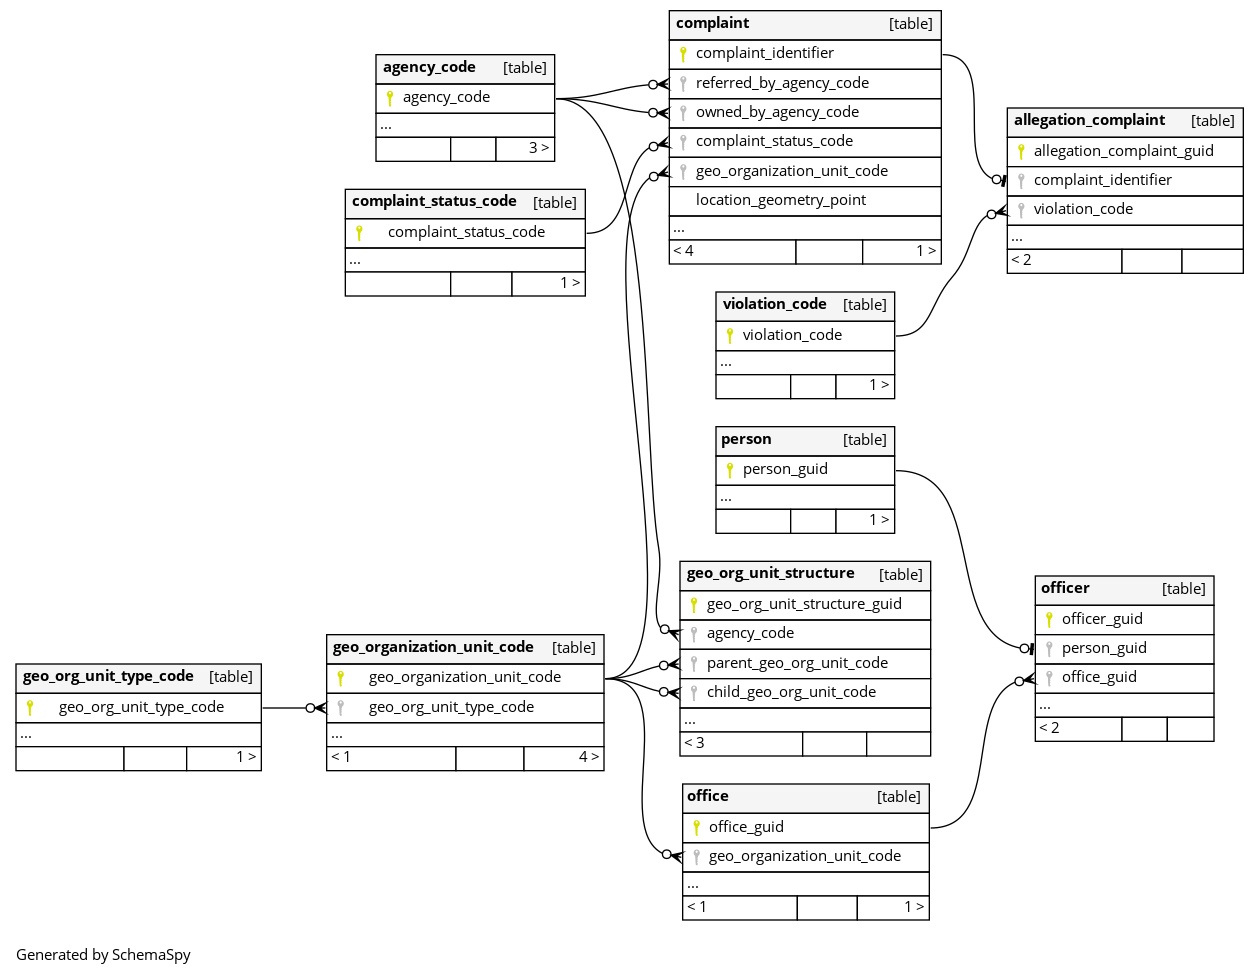 complaint [table]
complaint_identifier
referred_by_agency_code
owned_by_agency_code
complaint_status_code
geo_organization_unit_code
location_geometry_point
...
< 4 1 >
agency_code [table]
agency_code
...
3 >
allegation_complaint [table]
allegation_complaint_guid
complaint_identifier
violation_code
...
< 2
complaint_status_code [table]
complaint_status_code
...
1 >
violation_code [table]
violation_code
...
1 >
person [table]
person_guid
...
1 >
geo_org_unit_structure [table]
geo_org_unit_structure_guid
agency_code
parent_geo_org_unit_code
child_geo_org_unit_code
...
< 3
officer [table]
officer_guid
person_guid
office_guid
...
< 2
geo_organization_unit_code [table]
geo_organization_unit_code
geo_org_unit_type_code
...
< 1 4 >
geo_org_unit_type_code [table]
geo_org_unit_type_code
...
1 >
office [table]
office_guid
geo_organization_unit_code
...
< 1 1 >
Generated by SchemaSpy